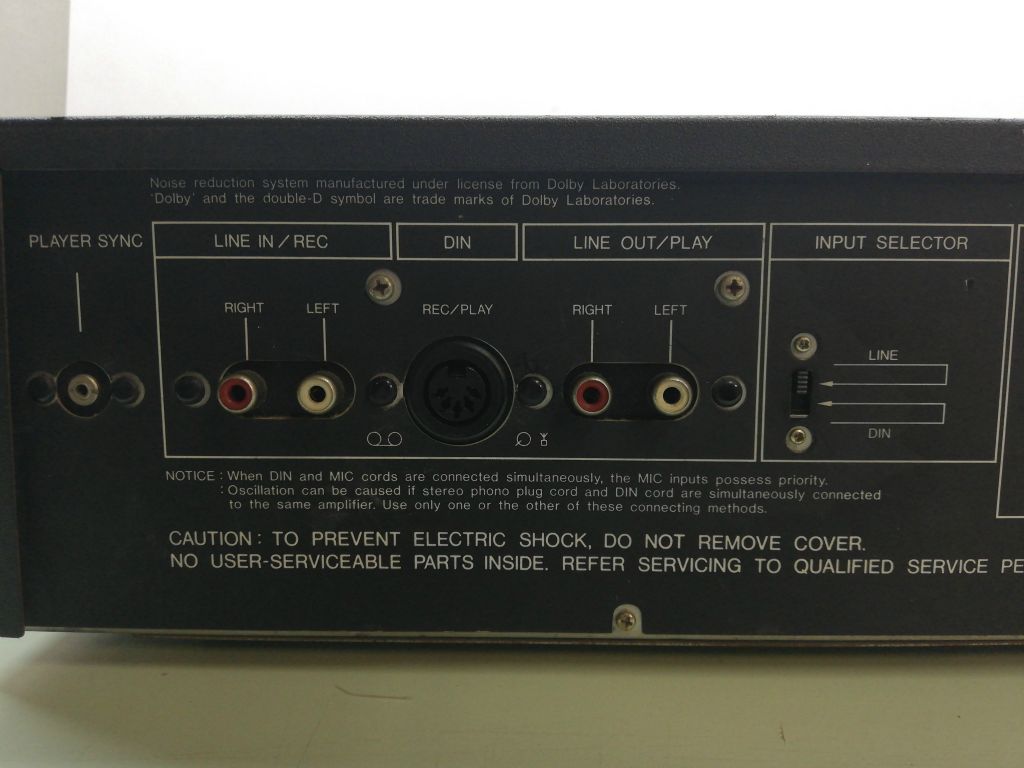 Noise reduction system manufactured under license from Dolby Laboratories.
'Dolby' and the double-D symbol are trade marks of Dolby Laboratories.
PLAYER SYNC
LINE IN / REC
DIN
LINE OUT/PLAY
INPUT SELECTOR
RIGHT
LEFT
REC/PLAY
RIGHT
LEFT
LINE
DIN
NOTICE : When DIN and MIC cords are connected simultaneously, the MIC inputs possess priority.
: Oscillation can be caused if stereo phono plug cord and DIN cord are simultaneously connected
to the same amplifier. Use only one or the other of these connecting methods.
CAUTION : TO PREVENT ELECTRIC SHOCK, DO NOT REMOVE COVER.
NO USER-SERVICEABLE PARTS INSIDE. REFER SERVICING TO QUALIFIED SERVICE PE